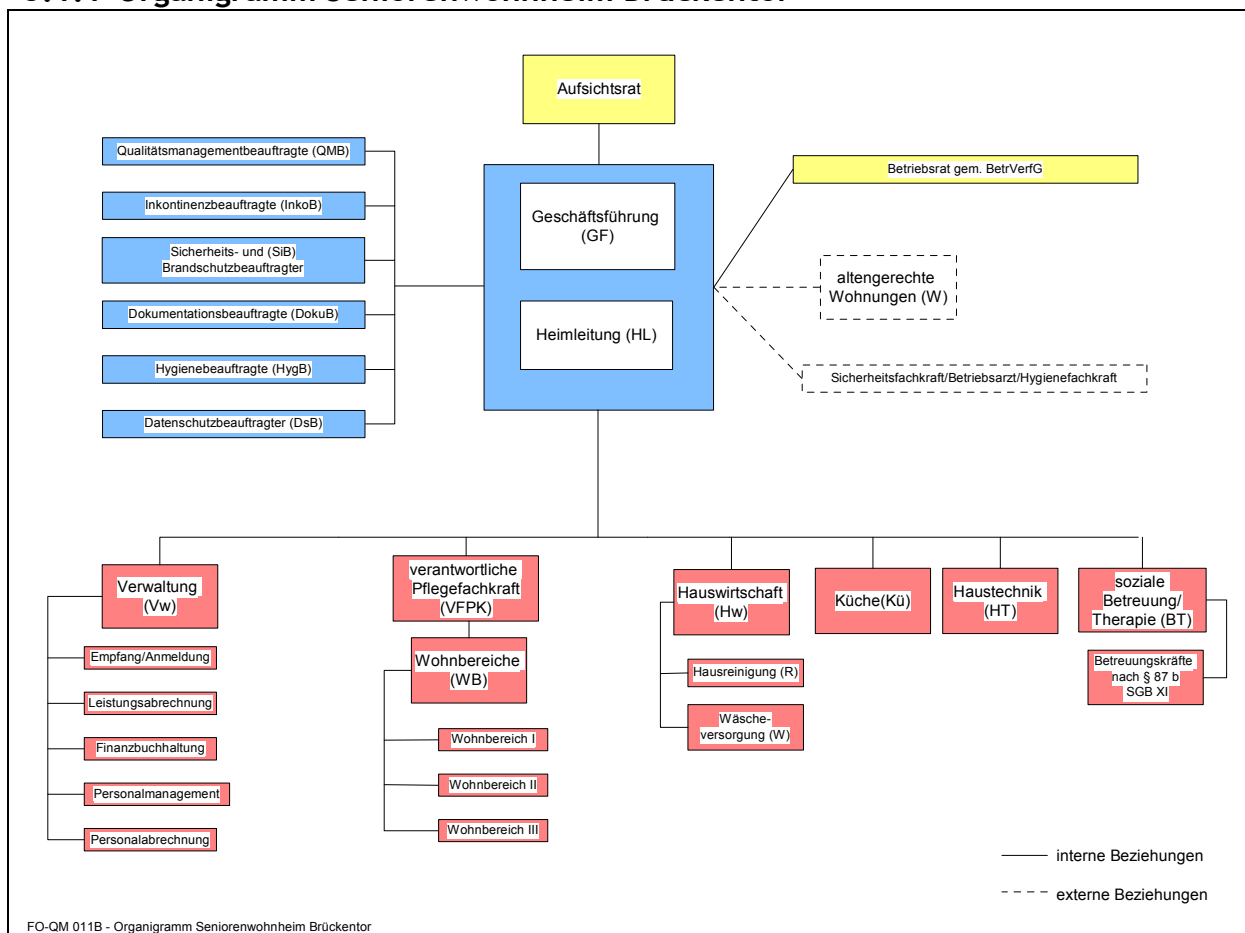 Aufsichtsrat
Qualitätsmanagementbeauftragte (QMB)
Inkontinenzbeauftragte (InkoB)
Sicherheits- und (SiB)
Brandschutzbeauftragter
Dokumentationsbeauftragte (DokuB)
Hygienebeauftragte (HygB)
Datenschutzbeauftragter (DsB)
Geschäftsführung
(GF)
Heimleitung (HL)
Betriebsrat gem. BetrVerfG
altengerechte
Wohnungen (W)
Sicherheitsfachkraft/Betriebsarzt/Hygienefachkraft
Verwaltung
(Vw)
Empfang/Anmeldung
Leistungsabrechnung
Finanzbuchhaltung
Personalmanagement
Personalabrechnung
verantwortliche
Pflegefachkraft
(VFPK)
Wohnbereiche
(WB)
Wohnbereich I
Wohnbereich II
Wohnbereich III
Hauswirtschaft
(Hw)
Hausreinigung (R)
Wäsche-
versorgung (W)
Küche(Kü)
Haustechnik
(HT)
soziale
Betreuung/
Therapie (BT)
Betreuungskräfte
nach § 87 b
SGB XI
interne Beziehungen
externe Beziehungen
FO-QM 011B - Organigramm Seniorenwohnheim Brückentor